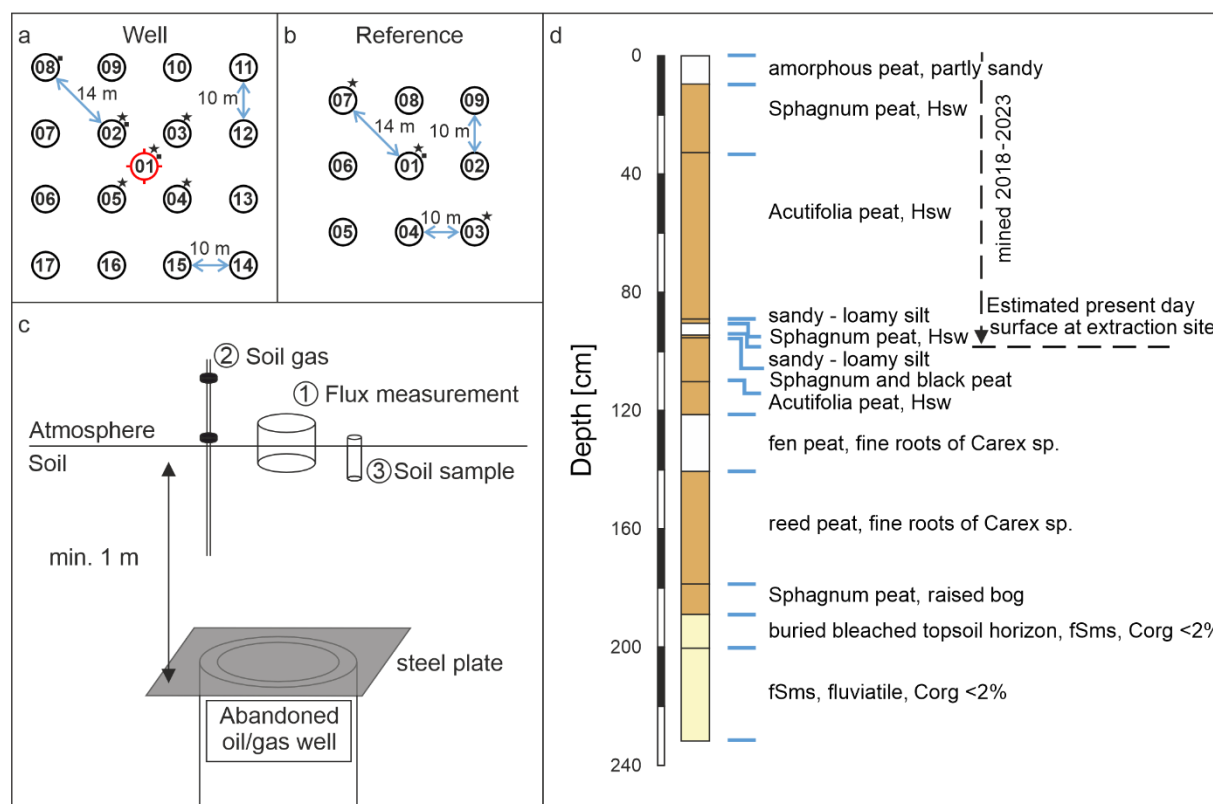 a
Well
08
09
10
11
14 m
10 m
07
02
03
12
01
06
05
04
13
10 m
17
16
15
14
b
Reference
07
08
09
14 m
10 m
06
01
02
10 m
05
04
03
c
② Soil gas
① Flux measurement
Atmosphere
Soil
③ Soil sample
min. 1 m
steel plate
Abandoned
oil/gas well
d
Depth [cm]
0
40
80
120
160
200
240
amorphous peat, partly sandy
Sphagnum peat, Hsw
Acutifolia peat, Hsw
sandy - loamy silt
Sphagnum peat, Hsw
sandy - loamy silt
Sphagnum and black peat
Acutifolia peat, Hsw
fen peat, fine roots of Carex sp.
reed peat, fine roots of Carex sp.
Sphagnum peat, raised bog
buried bleached topsoil horizon, fSms, Corg <2%
fSms, fluviatile, Corg <2%
mined 2018-2023
Estimated present day
surface at extraction site